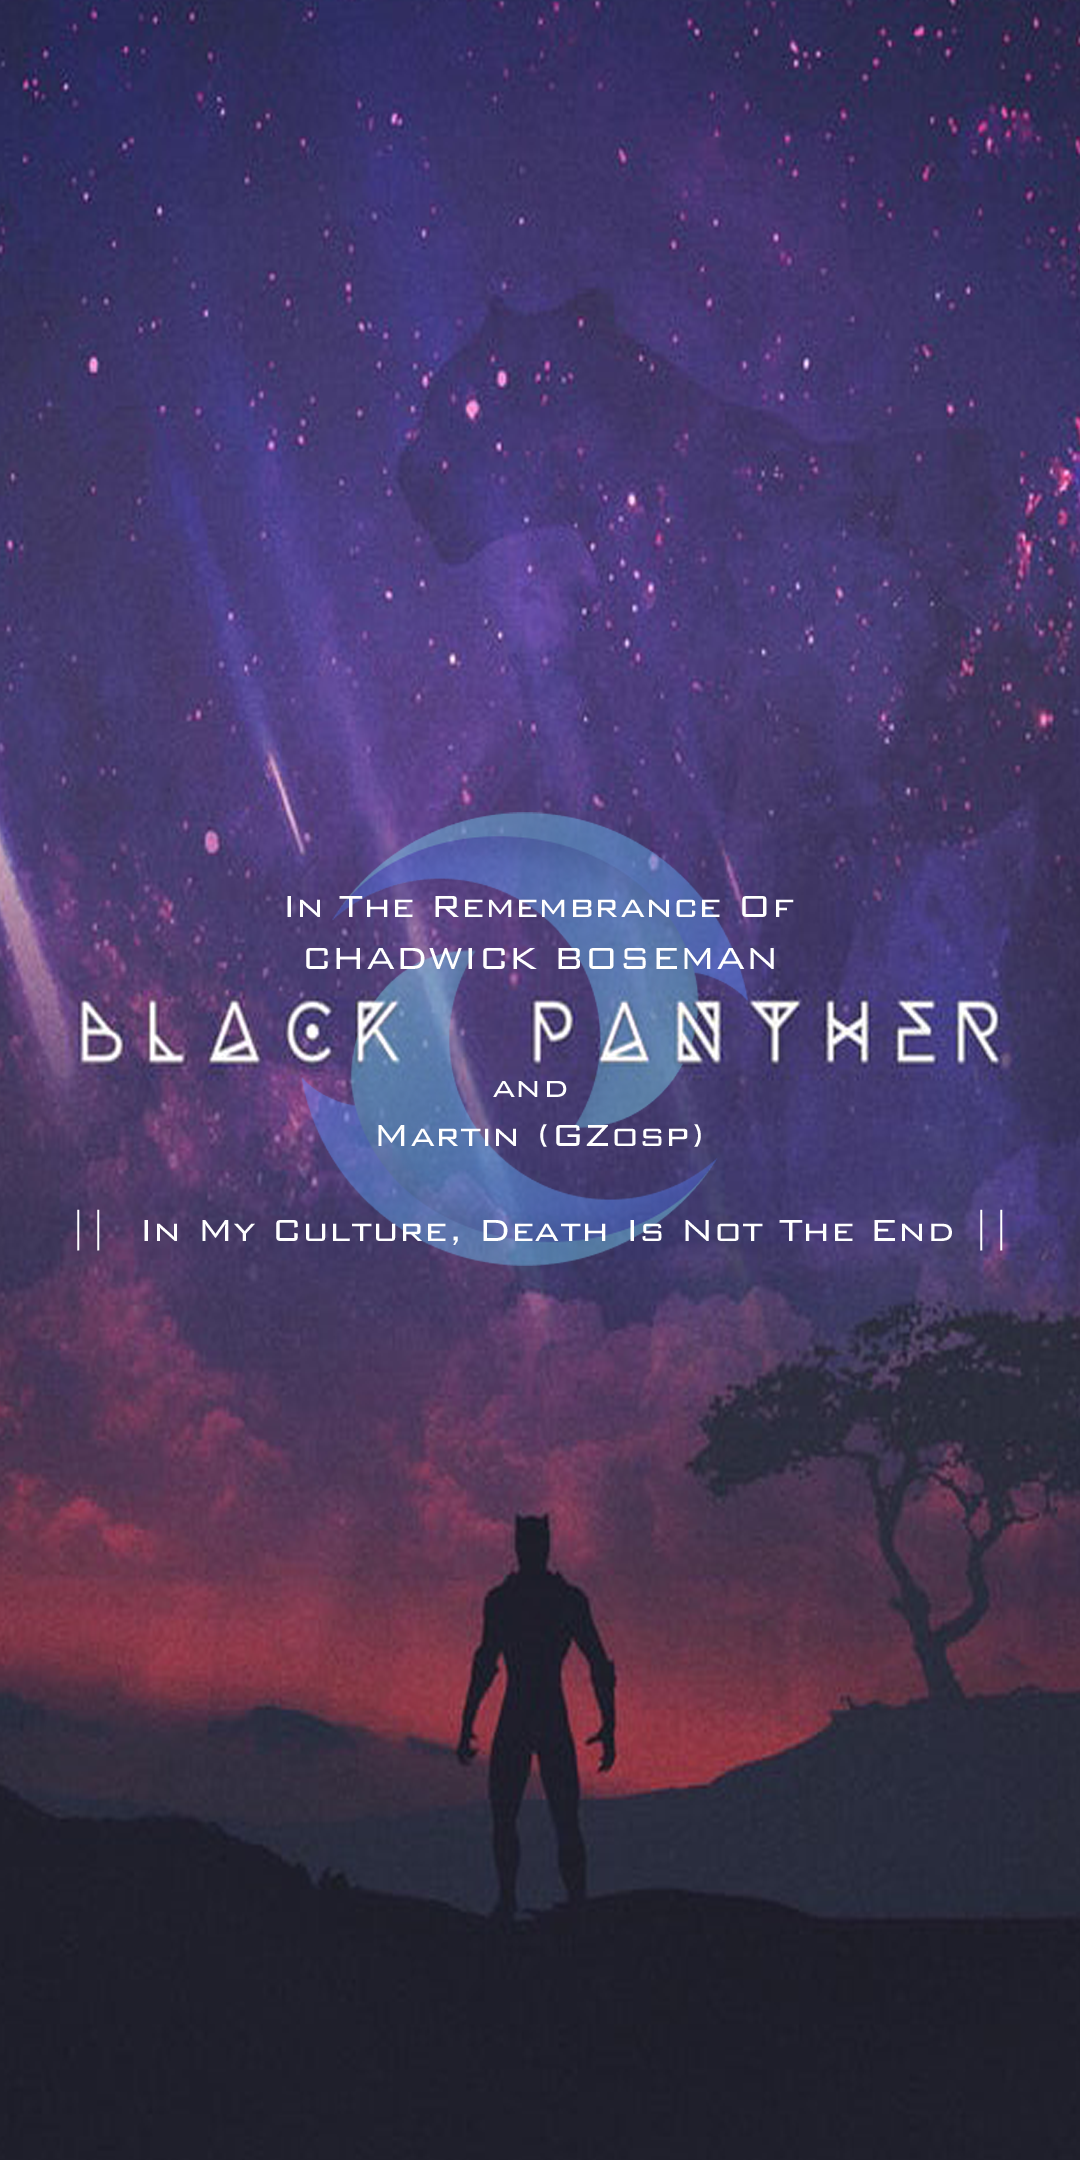 In The Remembrance Of
CHADWICK BOSEMAN
BLACK PANTHER
AND
Martin (GZosp)
|| In My Culture, Death Is Not The End ||